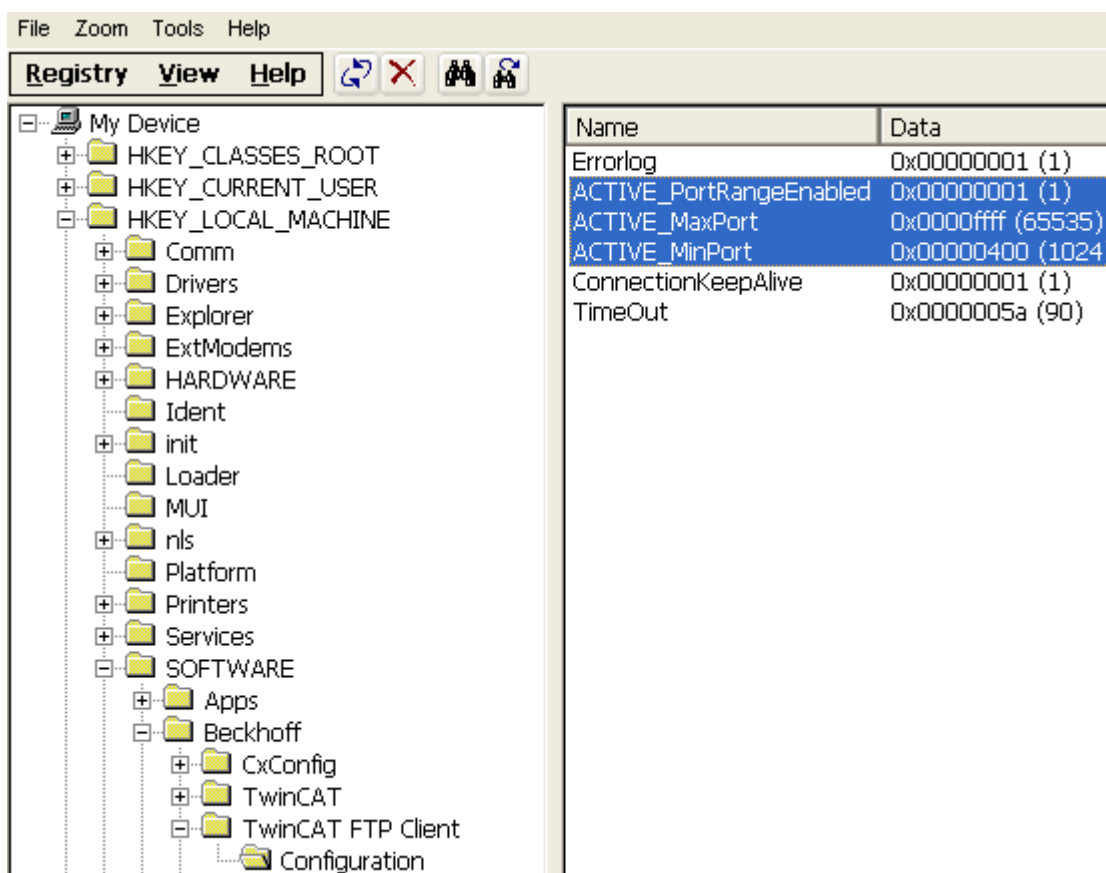 File Zoom Tools Help
Registry View Help
My Device
HKEY_CLASSES_ROOT
HKEY_CURRENT_USER
HKEY_LOCAL_MACHINE
Comm
Drivers
Explorer
ExtModems
HARDWARE
Ident
init
Loader
MUI
nls
Platform
Printers
Services
SOFTWARE
Apps
Beckhoff
CxConfig
TwinCAT
TwinCAT FTP Client
Configuration
Name Data
Errorlog 0x00000001 (1)
ACTIVE_PortRangeEnabled 0x00000001 (1)
ACTIVE_MaxPort 0x0000ffff (65535)
ACTIVE_MinPort 0x00000400 (1024
ConnectionKeepAlive 0x00000001 (1)
TimeOut 0x0000005a (90)